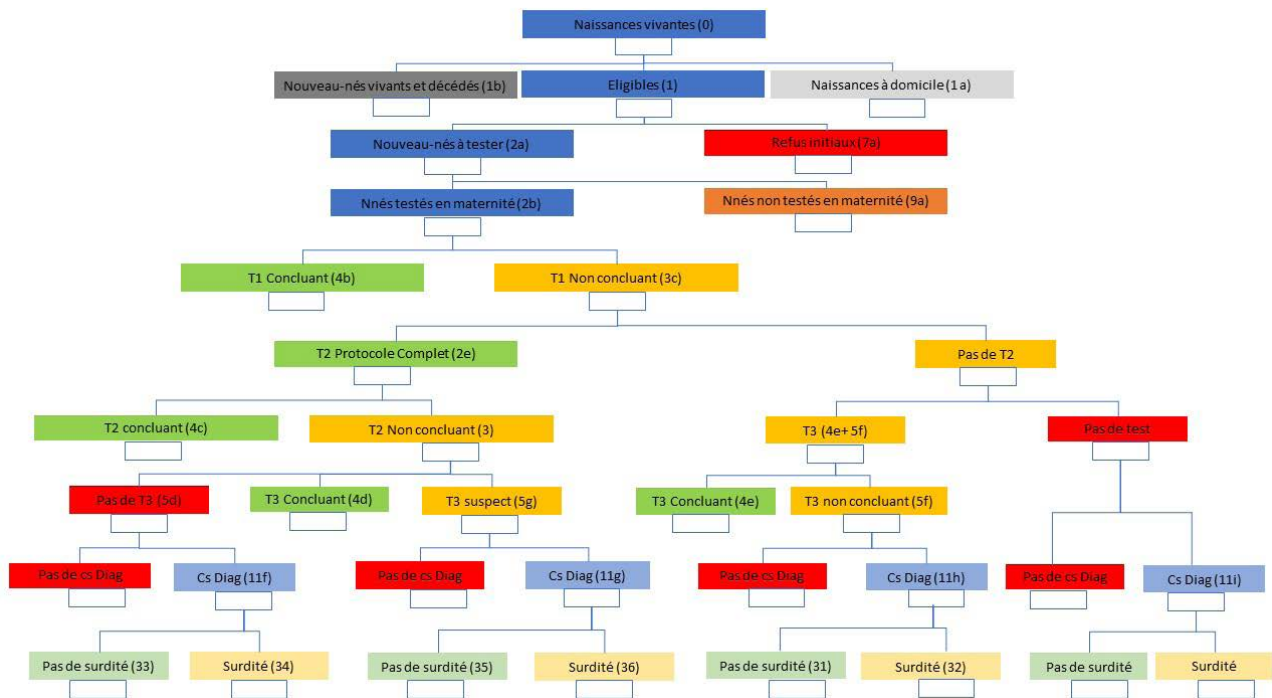 Naissances vivantes (0)
Nouveau-nés vivants et décédés (1b)
Eligibles (1)
Naissances à domicile (1a)
Nouveau-nés à tester (2a)
Refus initiaux (7a)
Nnés testés en maternité (2b)
Nnés non testés en maternité (9a)
T1 Concluant (4b)
T1 Non concluant (3c)
T2 Protocole Complet (2e)
Pas de T2
T2 concluant (4c)
T2 Non concluant (3)
T3 (4e+ 5f)
Pas de test
Pas de T3 (5d)
T3 Concluant (4d)
T3 suspect (5g)
T3 Concluant (4e)
T3 non concluant (5f)
Pas de cs Diag
Cs Diag (11f)
Pas de cs Diag
Cs Diag (11g)
Pas de cs Diag
Cs Diag (11h)
Pas de cs Diag
Cs Diag (11i)
Pas de surdité (33)
Surdité (34)
Pas de surdité (35)
Surdité (36)
Pas de surdité (31)
Surdité (32)
Pas de surdité
Surdité